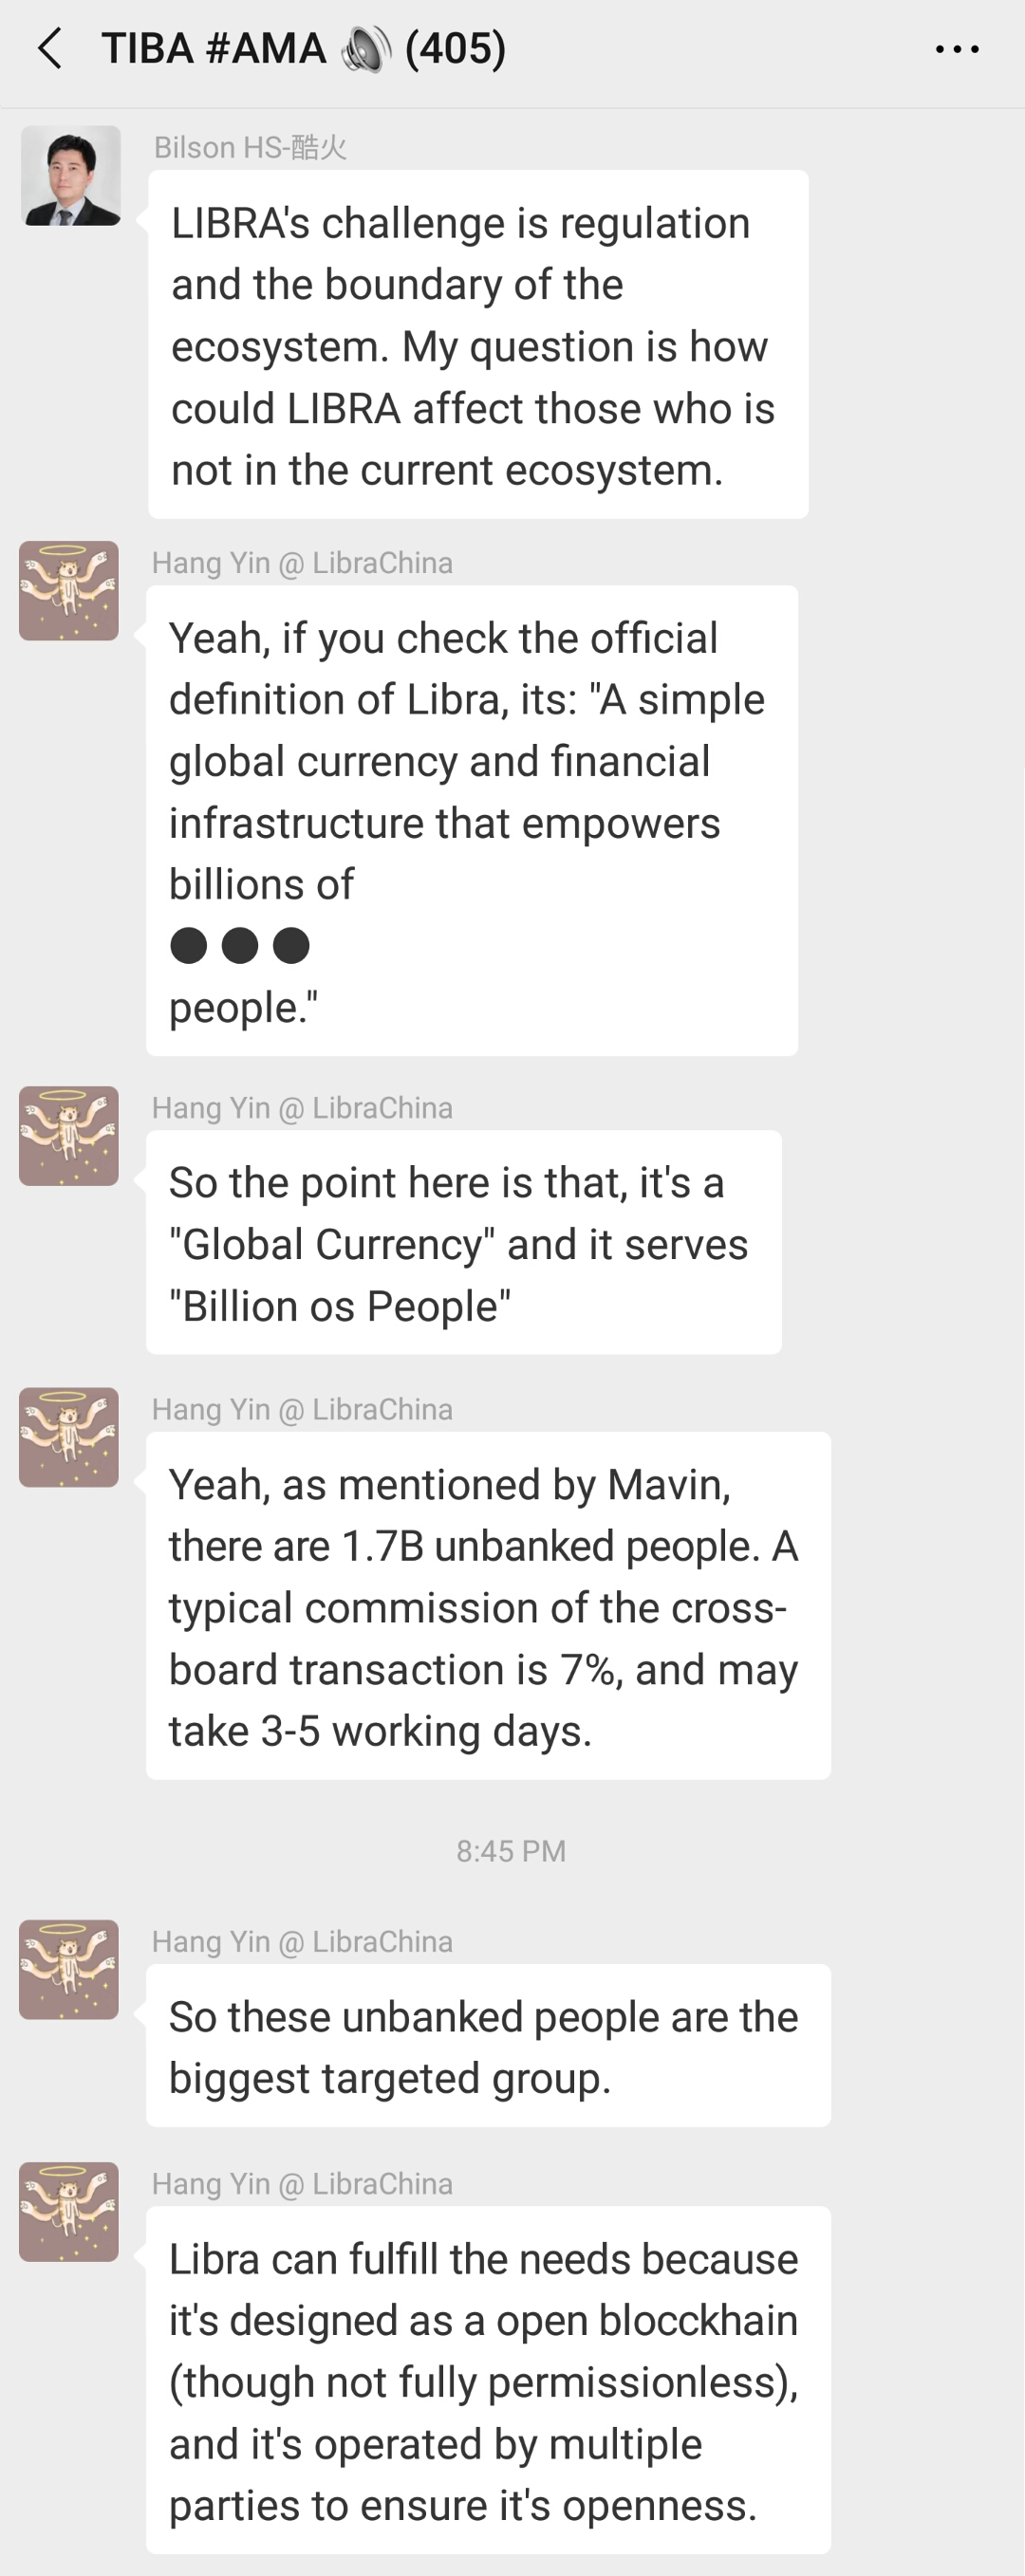 TIBA #AMA 🔊 (405)
Bilson HS-酷火
LIBRA's challenge is regulation
and the boundary of the
ecosystem. My question is how
could LIBRA affect those who is
not in the current ecosystem.
Hang Yin @ LibraChina
Yeah, if you check the official
definition of Libra, its: "A simple
global currency and financial
infrastructure that empowers
billions of
●●●
people."
Hang Yin @ LibraChina
So the point here is that, it's a
"Global Currency" and it serves
"Billion os People"
Hang Yin @ LibraChina
Yeah, as mentioned by Mavin,
there are 1.7B unbanked people. A
typical commission of the cross-
board transaction is 7%, and may
take 3-5 working days.
8:45 PM
Hang Yin @ LibraChina
So these unbanked people are the
biggest targeted group.
Hang Yin @ LibraChina
Libra can fulfill the needs because
it's designed as a open blocckhain
(though not fully permissionless),
and it's operated by multiple
parties to ensure it's openness.